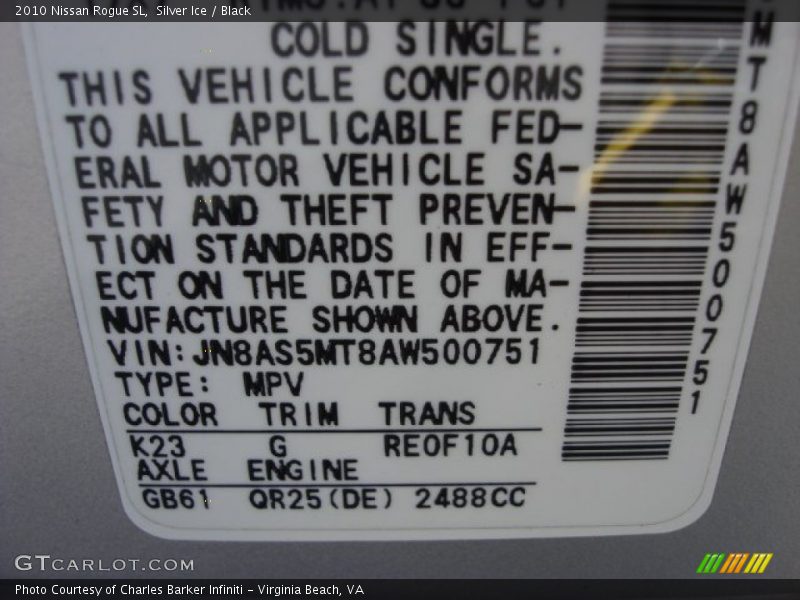 2010 Nissan Rogue SL,  Silver Ice / Black
COLD SINGLE.
THIS VEHICLE CONFORMS
TO ALL APPLICABLE FED-
ERAL MOTOR VEHICLE SA-
FETY AND THEFT PREVEN-
TION STANDARDS IN EFF-
ECT ON THE DATE OF MA-
NUFACTURE SHOWN ABOVE.
VIN:JN8AS5MT8AW500751
TYPE: MPV
COLOR TRIM TRANS
K23 G RE0F10A
AXLE ENGINE
GB61 QR25(DE) 2488CC
MT8AW500751
GTCARLOT.COM
Photo Courtesy of Charles Barker Infiniti - Virginia Beach, VA